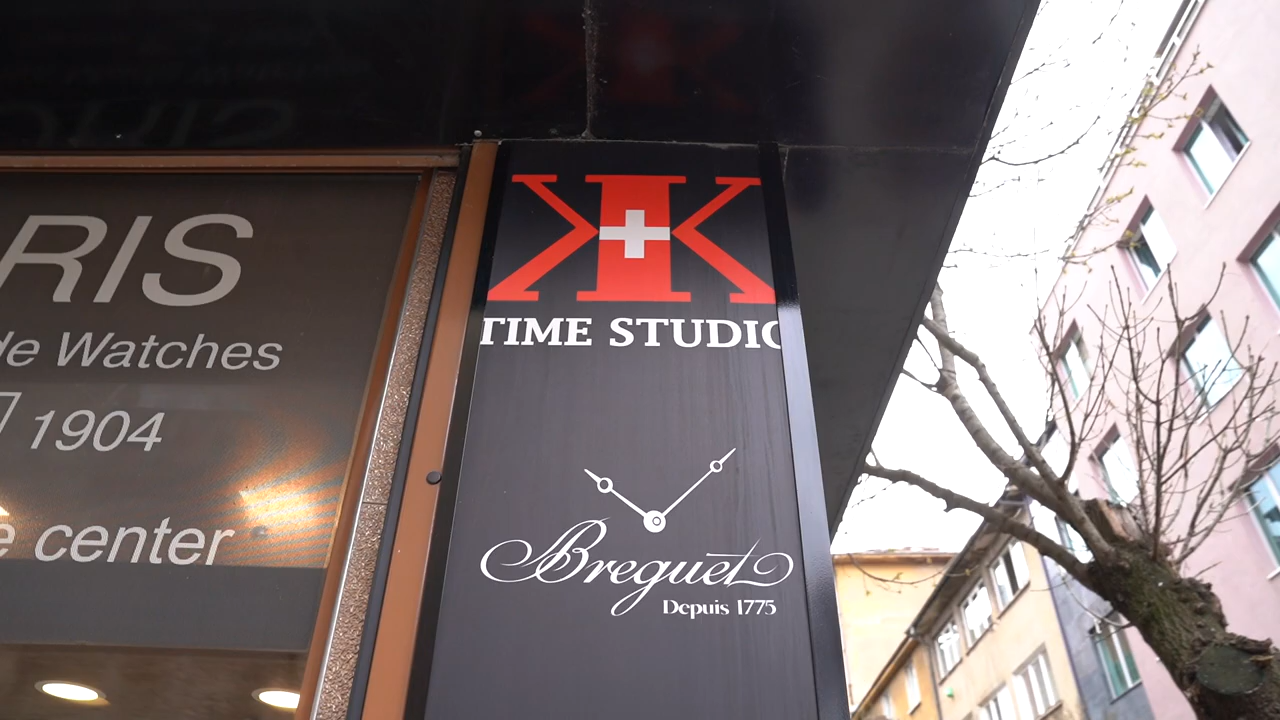 RIS
de Watches
1904
e center
TIME STUDIO
Breguet
Depuis 1775